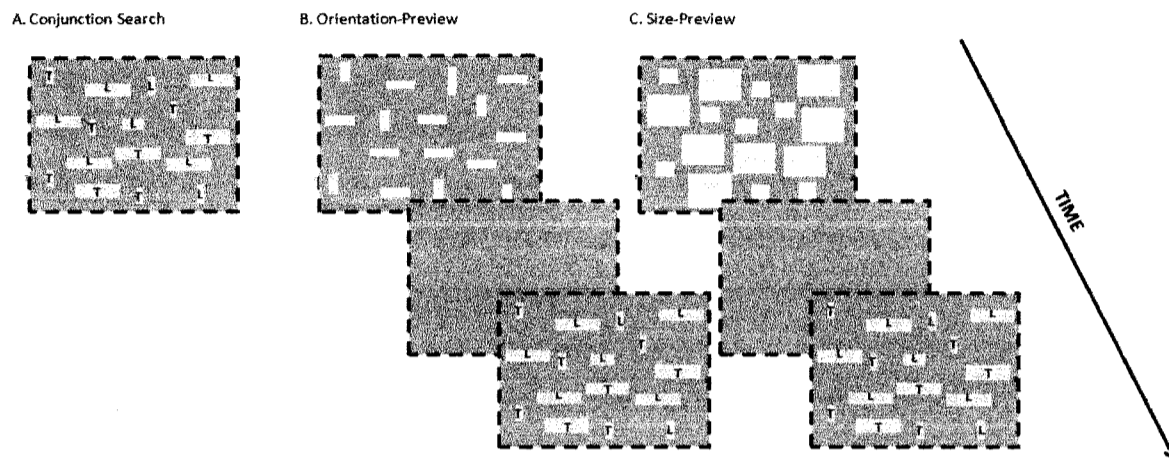 A. Conjunction Search
B. Orientation-Preview
C. Size-Preview
T L L L
T
L T L T
L T L
T T T L
TIME
T L L L
T
L T L T
L T L
T T T L
T L L L
T
L T L T
L T L
T T T L